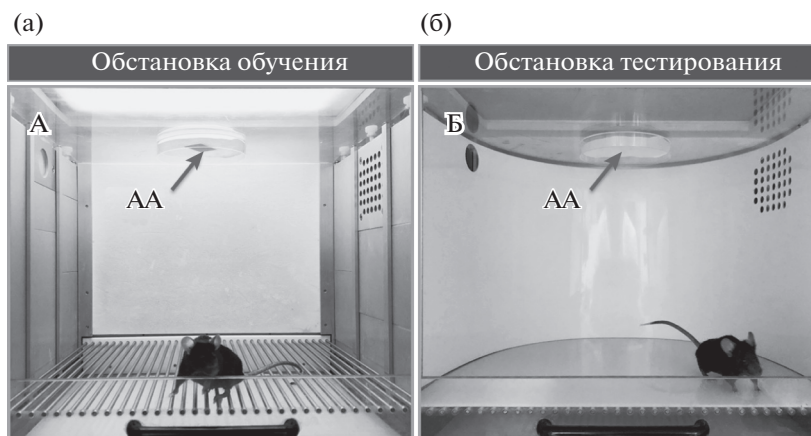 (а)
Обстановка обучения
А
АА
(б)
Обстановка тестирования
Б
АА